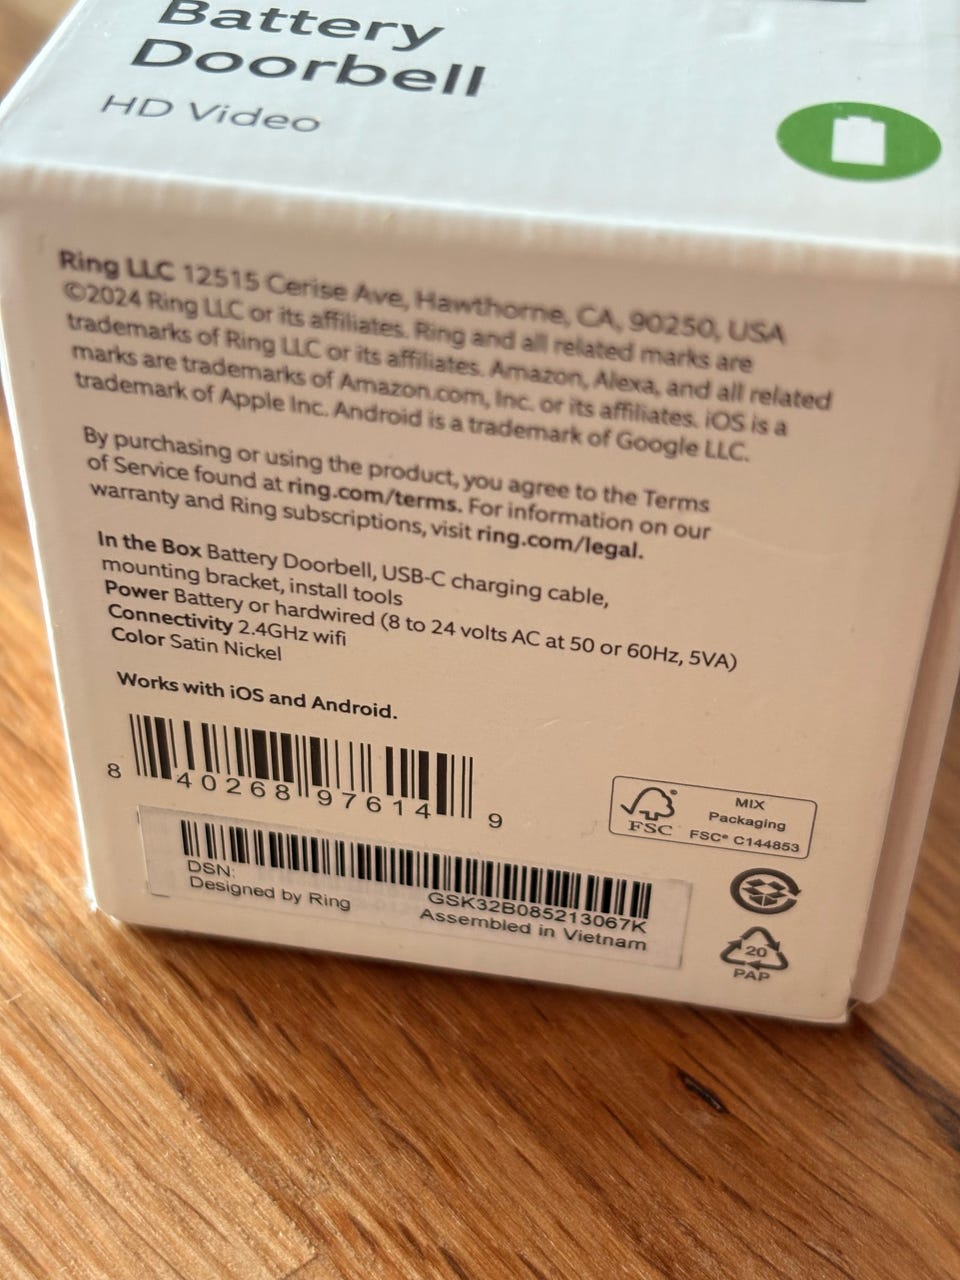 Battery
Doorbell
HD Video
Ring LLC 12515 Cerise Ave, Hawthorne, CA, 90250, USA
©2024 Ring LLC or its affiliates. Ring and all related marks are
trademarks of Ring LLC or its affiliates. Amazon, Alexa, and all related
marks are trademarks of Amazon.com, Inc. or its affiliates. iOS is a
trademark of Apple Inc. Android is a trademark of Google LLC.
By purchasing or using the product, you agree to the Terms
of Service found at ring.com/terms. For information on our
warranty and Ring subscriptions, visit ring.com/legal.
In the Box Battery Doorbell, USB-C charging cable,
mounting bracket, install tools
Power Battery or hardwired (8 to 24 volts AC at 50 or 60Hz, 5VA)
Connectivity 2.4GHz wifi
Color Satin Nickel
Works with iOS and Android.
8 40268 97614 9
DSN: GSK32B085213067K
Designed by Ring Assembled in Vietnam
FSC
MIX
Packaging
FSC® C144853
20
PAP